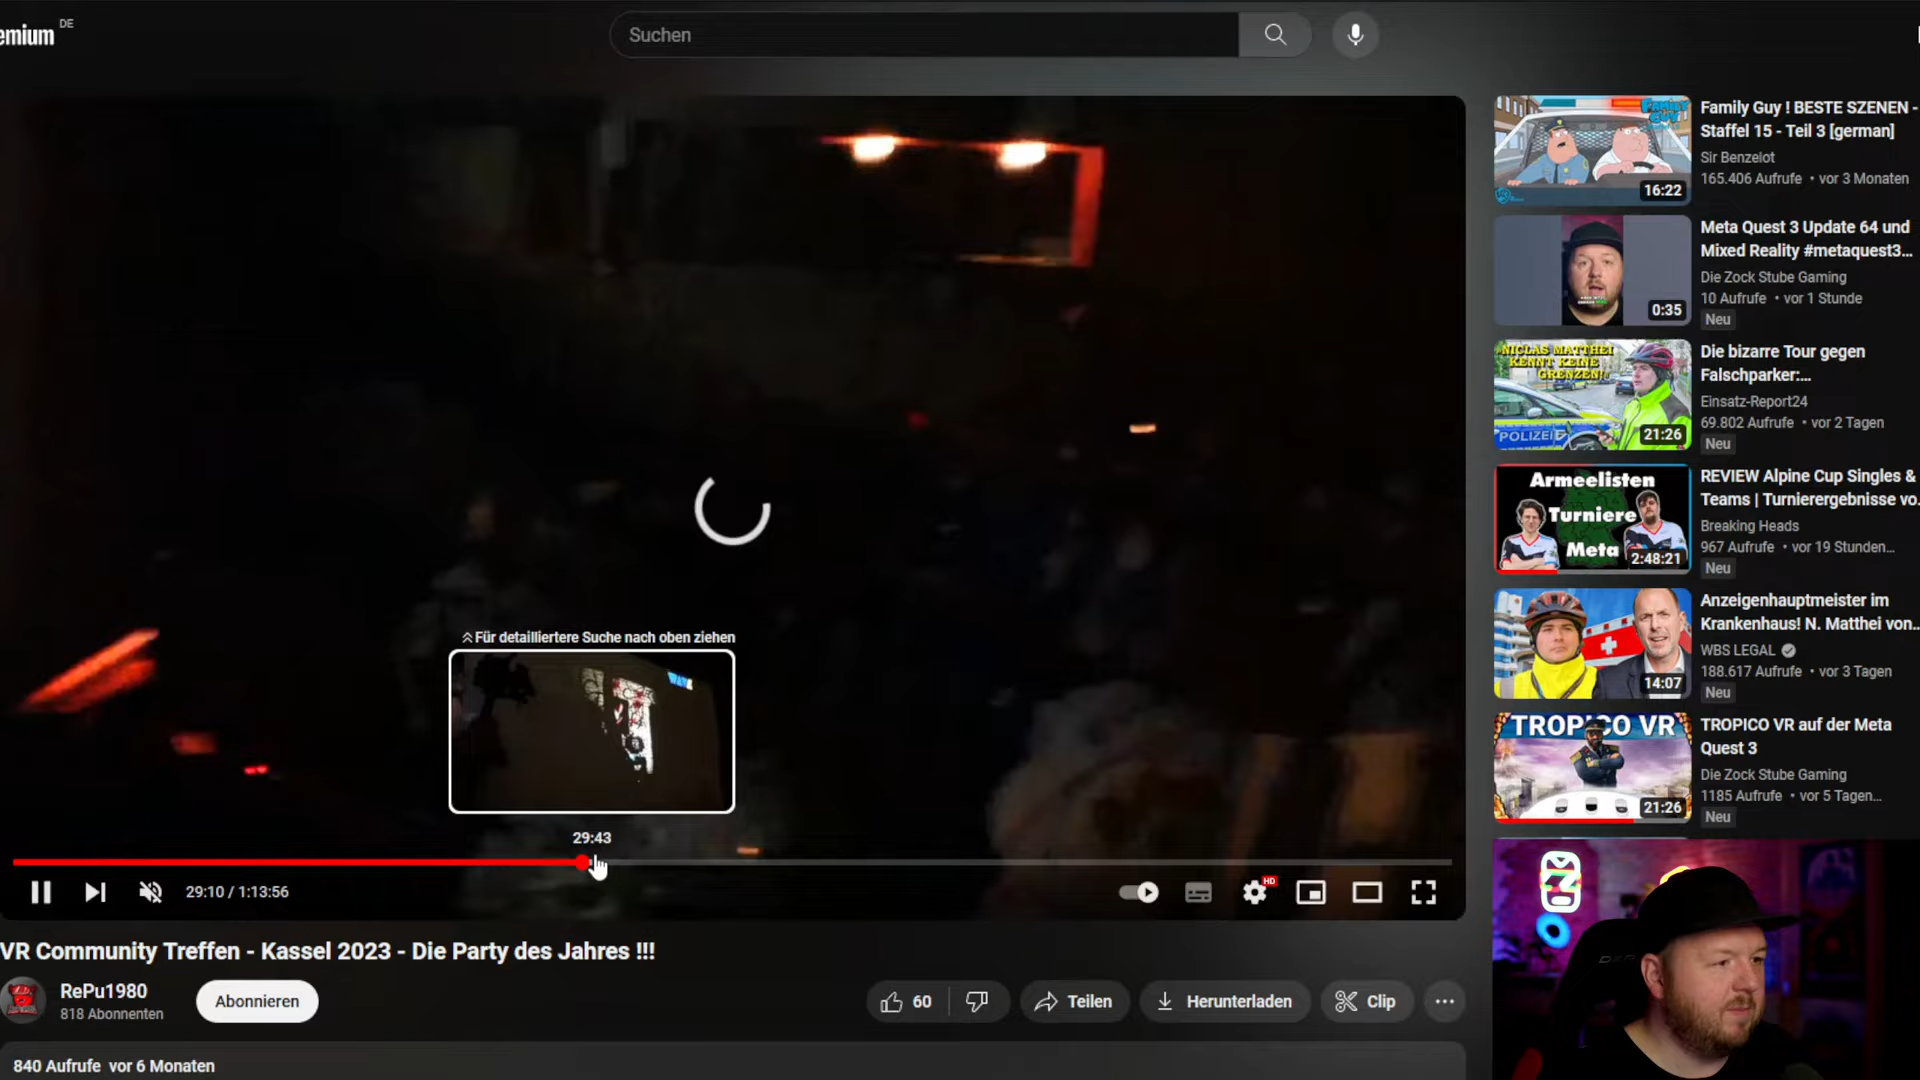 emium DE
Suchen
Für detailliertere Suche nach oben ziehen
29:43
29:10 / 1:13:56
HD
VR Community Treffen - Kassel 2023 - Die Party des Jahres !!!
RePu1980
818 Abonnenten
Abonnieren
60
Teilen
Herunterladen
Clip
840 Aufrufe vor 6 Monaten
FAMILY GUY
16:22
Family Guy ! BESTE SZENEN -
Staffel 15 - Teil 3 [german]
Sir Benzelot
165.406 Aufrufe • vor 3 Monaten
0:35
Meta Quest 3 Update 64 und
Mixed Reality #metaquest3...
Die Zock Stube Gaming
10 Aufrufe • vor 1 Stunde
Neu
NICLAS MATTHEI
KENNT KEINE
GRENZEN!
POLIZEI
21:26
Die bizarre Tour gegen
Falschparker:...
Einsatz-Report24
69.802 Aufrufe • vor 2 Tagen
Neu
Armeelisten
Turniere
Meta
2:48:21
REVIEW Alpine Cup Singles &
Teams | Turnierergebnisse vo...
Breaking Heads
967 Aufrufe • vor 19 Stunden...
Neu
14:07
Anzeigenhauptmeister im
Krankenhaus! N. Matthei von...
WBS LEGAL
188.617 Aufrufe • vor 3 Tagen
Neu
TROPICO VR
21:26
TROPICO VR auf der Meta
Quest 3
Die Zock Stube Gaming
1185 Aufrufe • vor 5 Tagen...
Neu